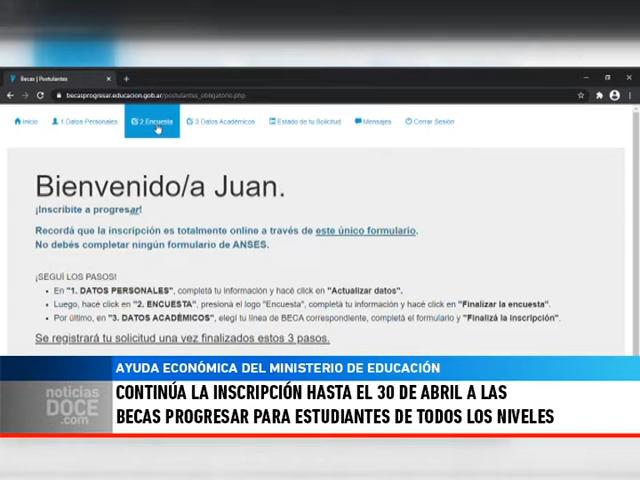 Becas | Postulantes
becasprogresar.educacion.gob.ar/postulantes_obligatorio.php
Inicio 1.Datos Personales 2.Encuesta 3.Datos Académicos Estado de tu Solicitud Mensajes Cerrar Sesión
Bienvenido/a Juan.
¡Inscribite a progresar!
Recordá que la inscripción es totalmente online a través de este único formulario.
No debés completar ningún formulario de ANSES.
¡SEGUÍ LOS PASOS!
• En "1. DATOS PERSONALES", completá tu información y hacé click en "Actualizar datos".
• Luego, hacé click en "2. ENCUESTA", presioná el logo "Encuesta", completá tu información y hacé click en "Finalizar la encuesta".
• Por último, en "3. DATOS ACADÉMICOS", elegí tu línea de BECA correspondiente, completá el formulario y "Finalizá la inscripción".
Se registrará tu solicitud una vez finalizados estos 3 pasos.
AYUDA ECONÓMICA DEL MINISTERIO DE EDUCACIÓN
noticias
DOCE
.com
CONTINÚA LA INSCRIPCIÓN HASTA EL 30 DE ABRIL A LAS
BECAS PROGRESAR PARA ESTUDIANTES DE TODOS LOS NIVELES